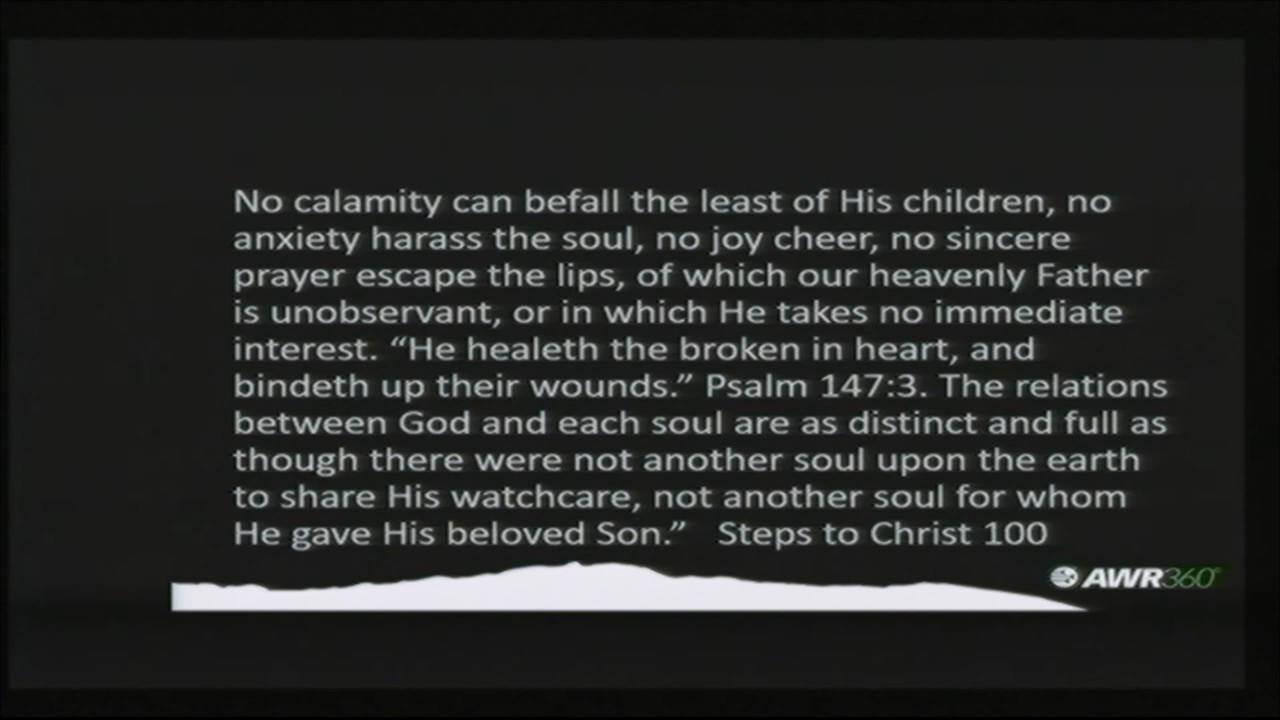 No calamity can befall the least of His children, no
anxiety harass the soul, no joy cheer, no sincere
prayer escape the lips, of which our heavenly Father
is unobservant, or in which He takes no immediate
interest. “He healeth the broken in heart, and
bindeth up their wounds.” Psalm 147:3. The relations
between God and each soul are as distinct and full as
though there were not another soul upon the earth
to share His watchcare, not another soul for whom
He gave His beloved Son.” Steps to Christ 100
AWR360°